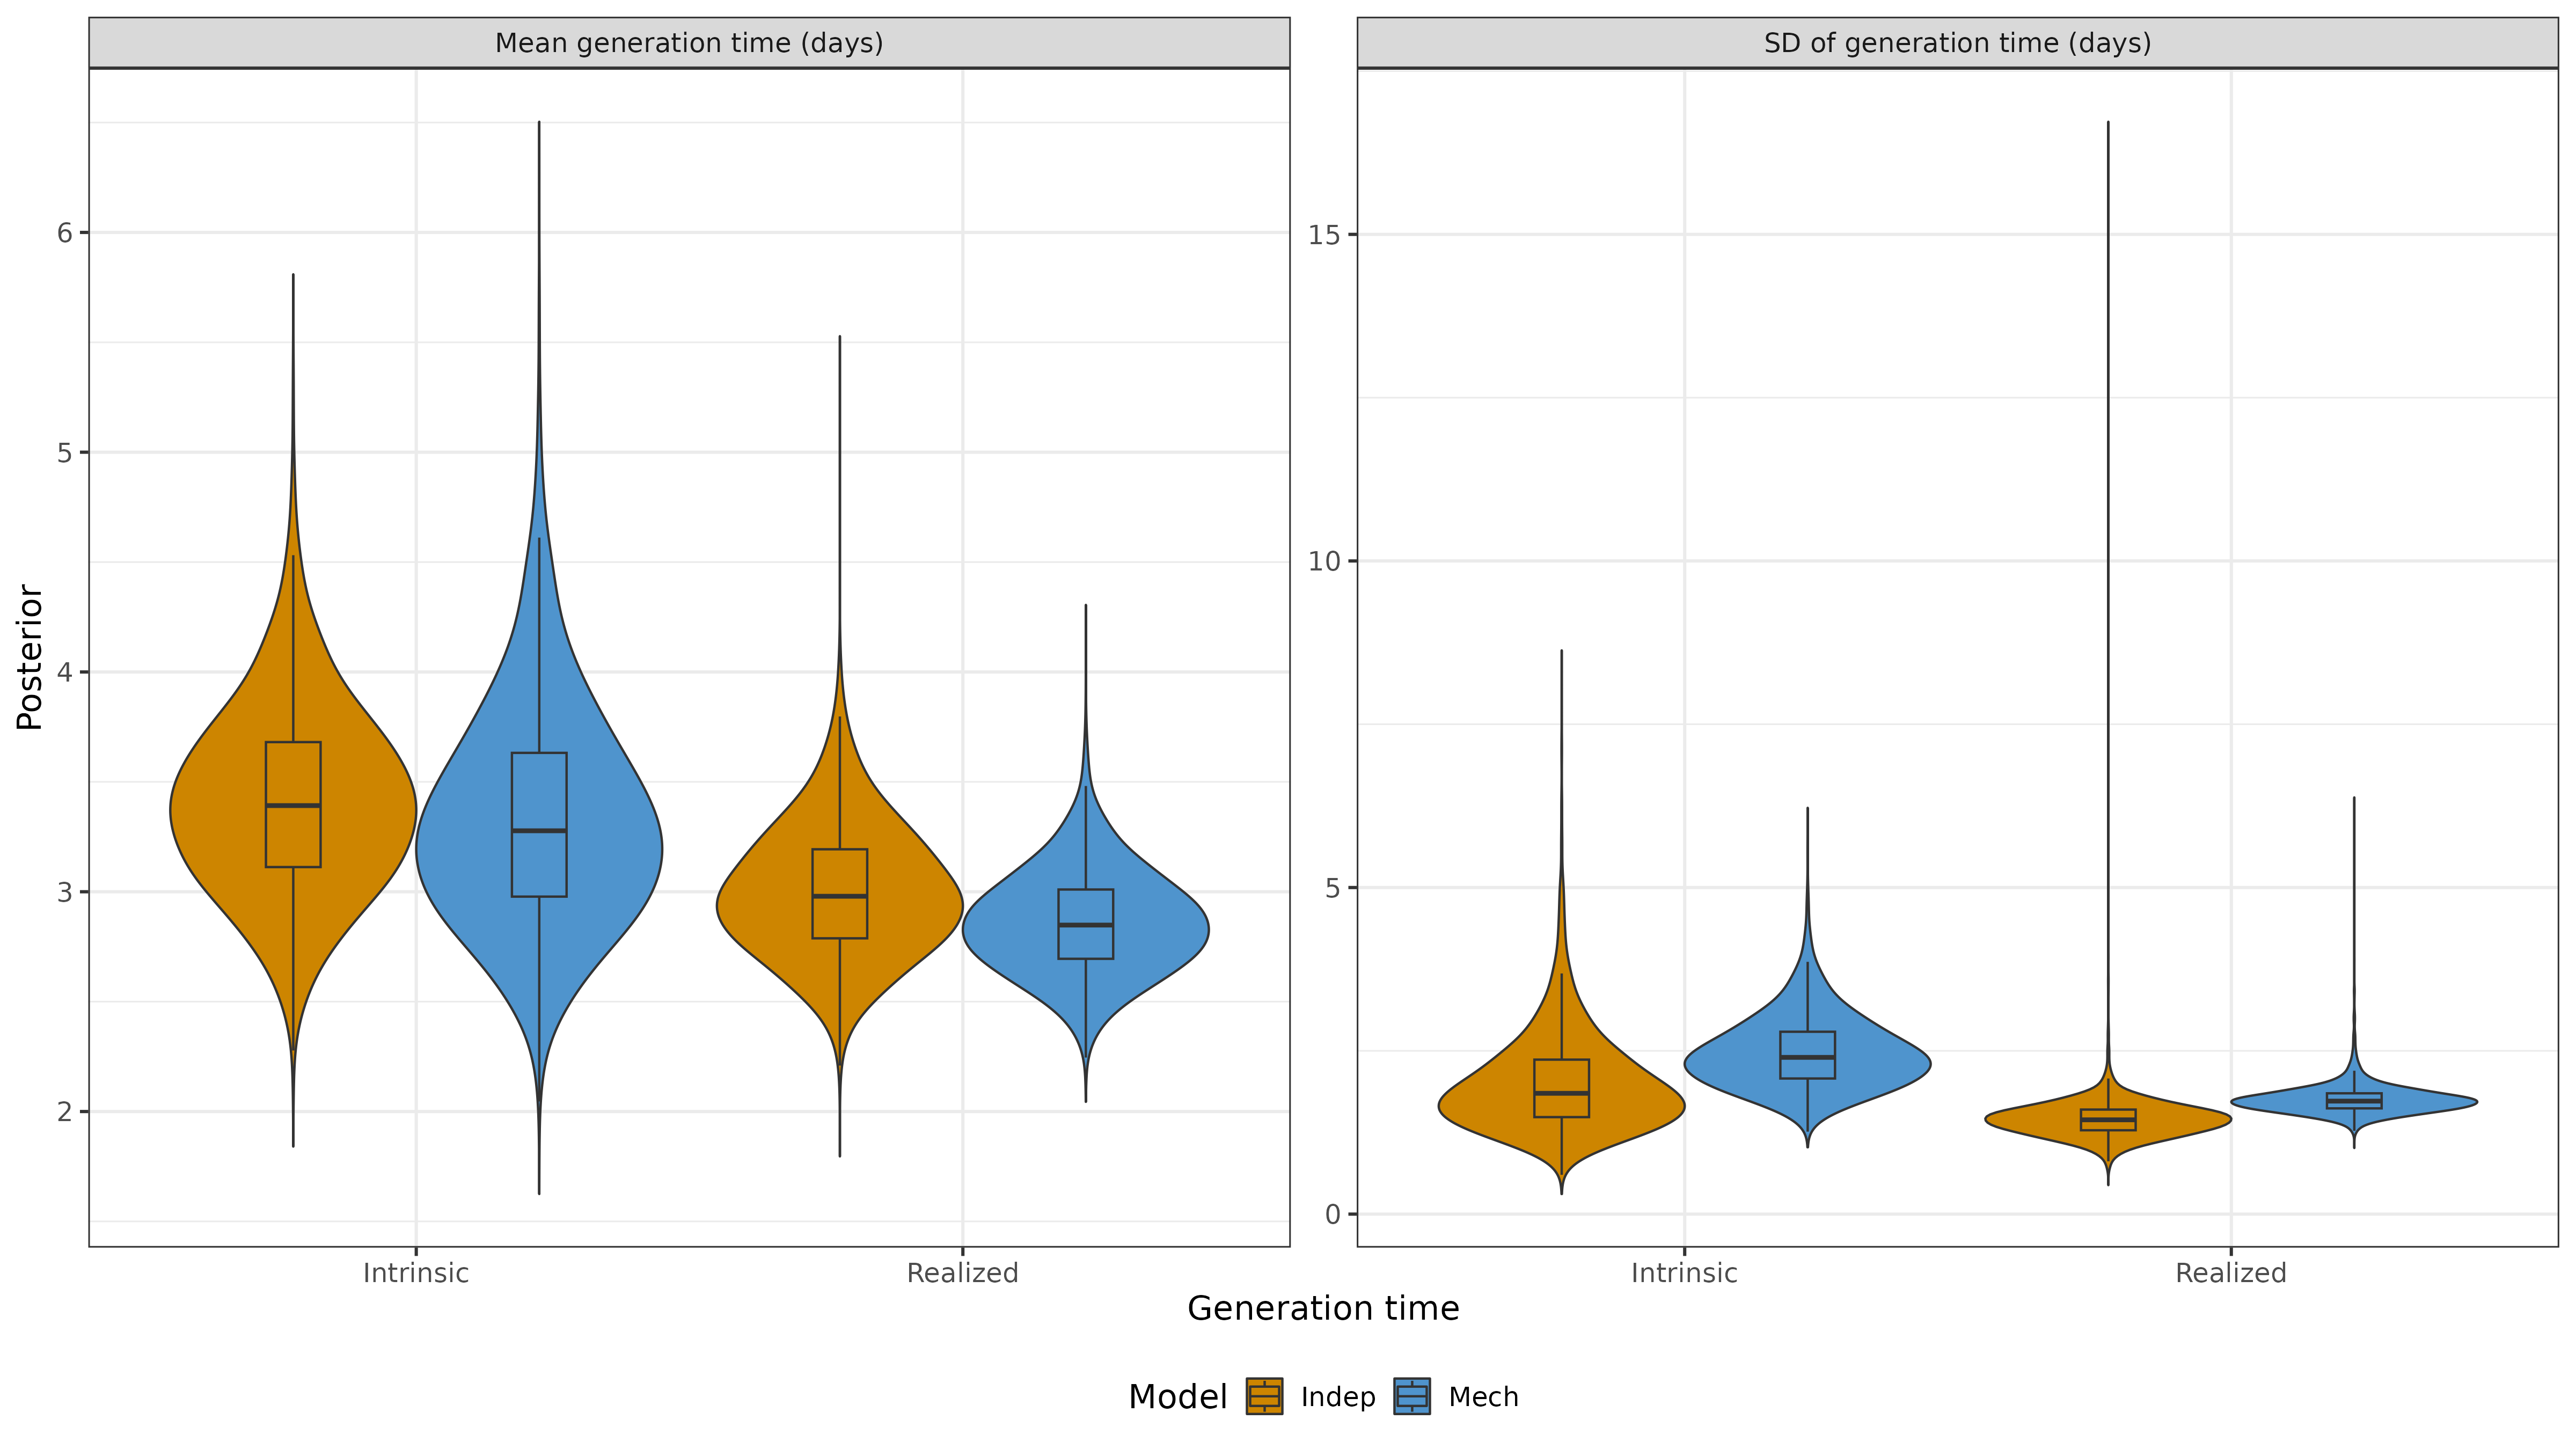 Mean generation time (days)
SD of generation time (days)
Posterior
6
5
4
3
2
15
10
5
0
Intrinsic
Realized
Intrinsic
Realized
Generation time
Model Indep Mech